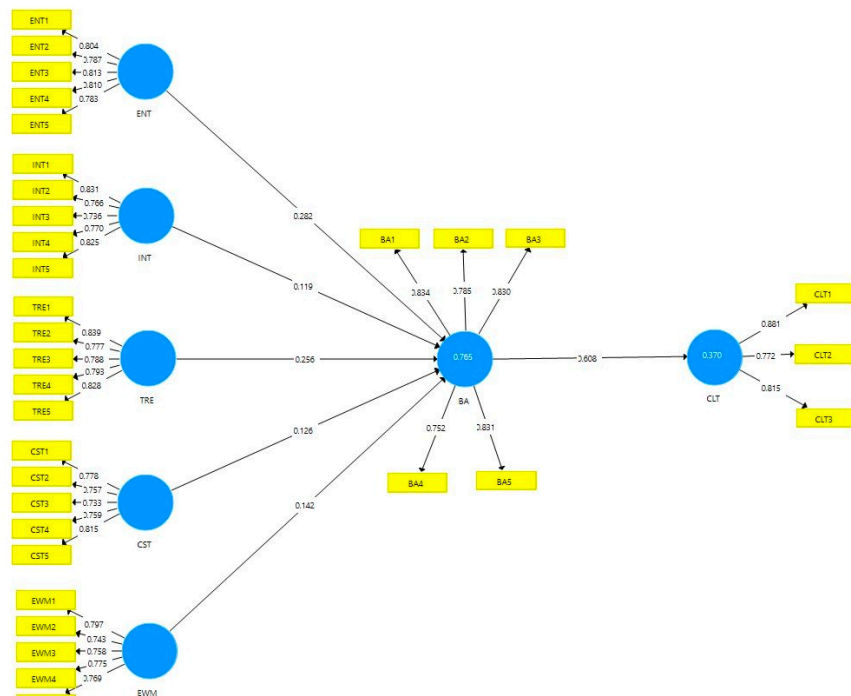 ENT1
ENT2
ENT3
ENT4
ENT5
0.804
0.787
0.813
0.810
0.783
ENT
INT1
INT2
INT3
INT4
INT5
0.831
0.766
0.736
0.770
0.825
INT
TRE1
TRE2
TRE3
TRE4
TRE5
0.839
0.777
0.788
0.793
0.828
TRE
CST1
CST2
CST3
CST4
CST5
0.778
0.757
0.733
0.759
0.815
CST
EWM1
EWM2
EWM3
EWM4
0.797
0.743
0.758
0.775
0.769
EWM
0.282
0.119
0.256
0.126
0.142
BA1
BA2
BA3
0.834
0.785
0.830
0.765
BA
0.752
0.831
BA4
BA5
0.608
0.370
CLT
0.881
0.772
0.815
CLT1
CLT2
CLT3